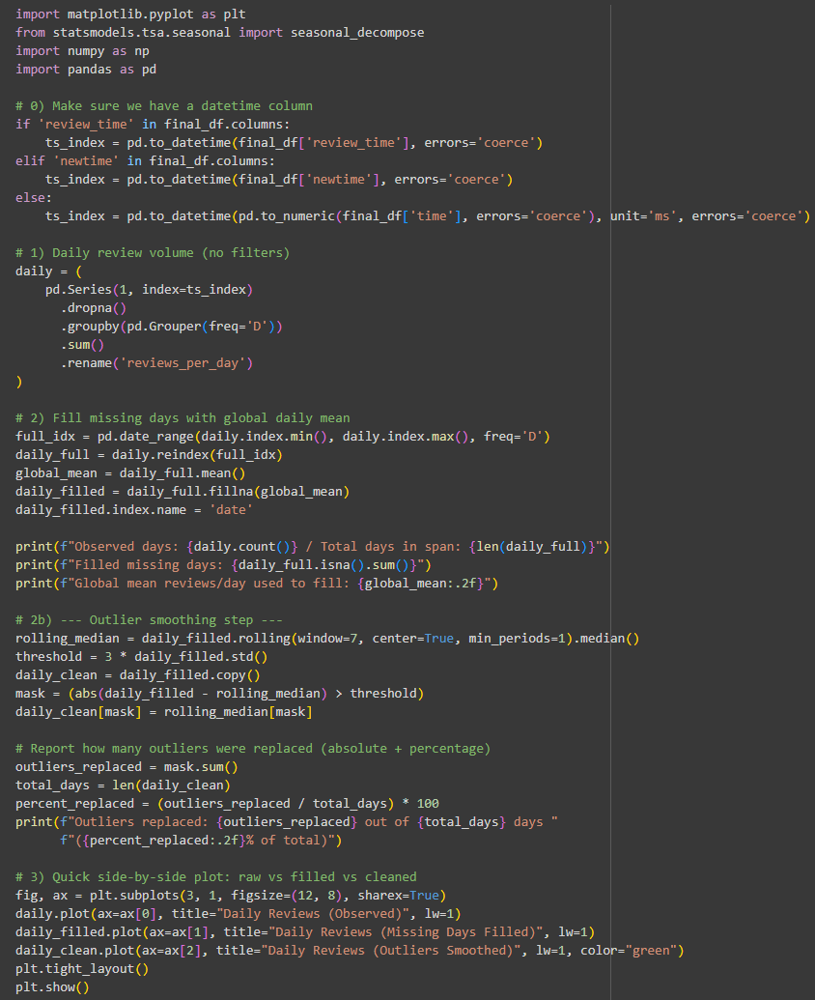 import matplotlib.pyplot as plt
from statsmodels.tsa.seasonal import seasonal_decompose
import numpy as np
import pandas as pd

# 0) Make sure we have a datetime column
if 'review_time' in final_df.columns:
    ts_index = pd.to_datetime(final_df['review_time'], errors='coerce')
elif 'newtime' in final_df.columns:
    ts_index = pd.to_datetime(final_df['newtime'], errors='coerce')
else:
    ts_index = pd.to_datetime(pd.to_numeric(final_df['time'], errors='coerce'), unit='ms', errors='coerce')

# 1) Daily review volume (no filters)
daily = (
    pd.Series(1, index=ts_index)
      .dropna()
      .groupby(pd.Grouper(freq='D'))
      .sum()
      .rename('reviews_per_day')
)

# 2) Fill missing days with global daily mean
full_idx = pd.date_range(daily.index.min(), daily.index.max(), freq='D')
daily_full = daily.reindex(full_idx)
global_mean = daily_full.mean()
daily_filled = daily_full.fillna(global_mean)
daily_filled.index.name = 'date'

print(f"Observed days: {daily.count()} / Total days in span: {len(daily_full)}")
print(f"Filled missing days: {daily_full.isna().sum()}")
print(f"Global mean reviews/day used to fill: {global_mean:.2f}")

# 2b) --- Outlier smoothing step ---
rolling_median = daily_filled.rolling(window=7, center=True, min_periods=1).median()
threshold = 3 * daily_filled.std()
daily_clean = daily_filled.copy()
mask = (abs(daily_filled - rolling_median) > threshold)
daily_clean[mask] = rolling_median[mask]

# Report how many outliers were replaced (absolute + percentage)
outliers_replaced = mask.sum()
total_days = len(daily_clean)
percent_replaced = (outliers_replaced / total_days) * 100
print(f"Outliers replaced: {outliers_replaced} out of {total_days} days "
      f"({percent_replaced:.2f}% of total)")

# 3) Quick side-by-side plot: raw vs filled vs cleaned
fig, ax = plt.subplots(3, 1, figsize=(12, 8), sharex=True)
daily.plot(ax=ax[0], title="Daily Reviews (Observed)", lw=1)
daily_filled.plot(ax=ax[1], title="Daily Reviews (Missing Days Filled)", lw=1)
daily_clean.plot(ax=ax[2], title="Daily Reviews (Outliers Smoothed)", lw=1, color="green")
plt.tight_layout()
plt.show()